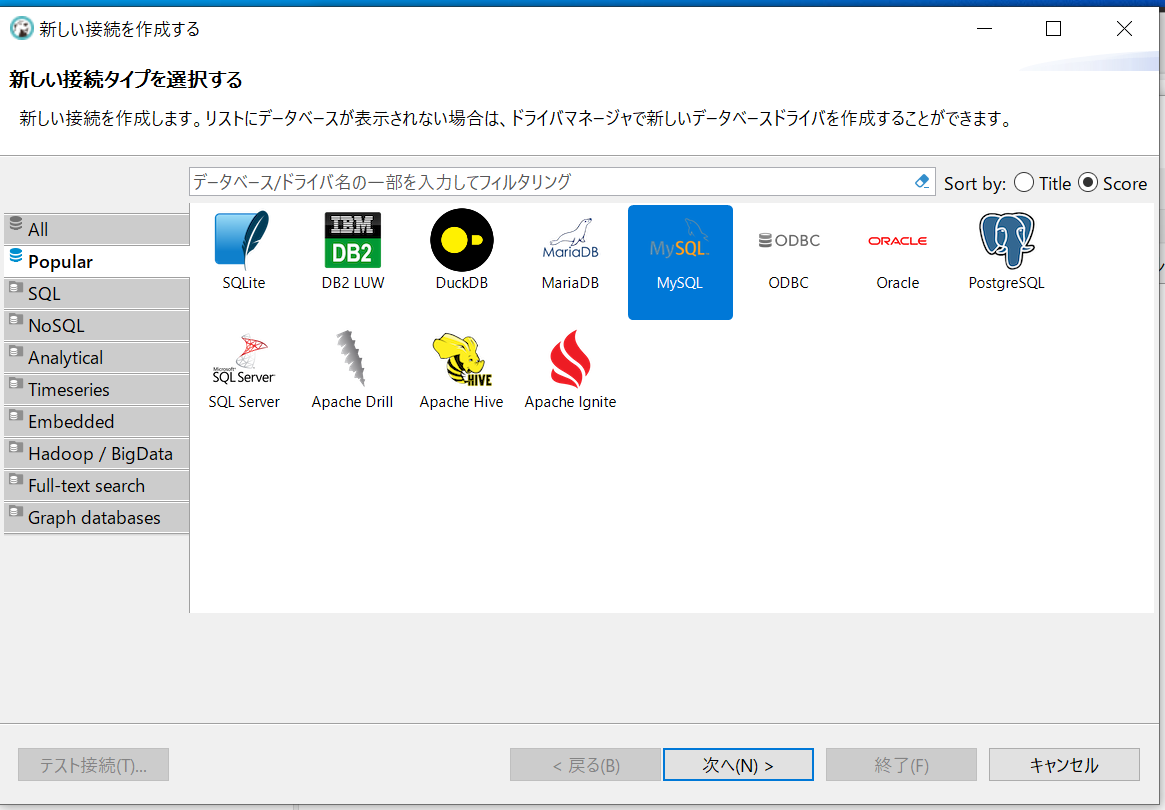 新しい接続を作成する
新しい接続タイプを選択する
新しい接続を作成します。リストにデータベースが表示されない場合は、ドライバマネージャで新しいデータベースドライバを作成することができます。
データベース/ドライバ名の一部を入力してフィルタリング
Sort by: Title Score
All
Popular
SQL
NoSQL
Analytical
Timeseries
Embedded
Hadoop / BigData
Full-text search
Graph databases
IBM
DB2
MariaDB
MySQL
ODBC
ORACLE
SQLite DB2 LUW DuckDB MariaDB MySQL ODBC Oracle PostgreSQL
Microsoft
SQL Server
HIVE
SQL Server Apache Drill Apache Hive Apache Ignite
テスト接続(T)...
< 戻る(B)
次へ(N) >
終了(F)
キャンセル